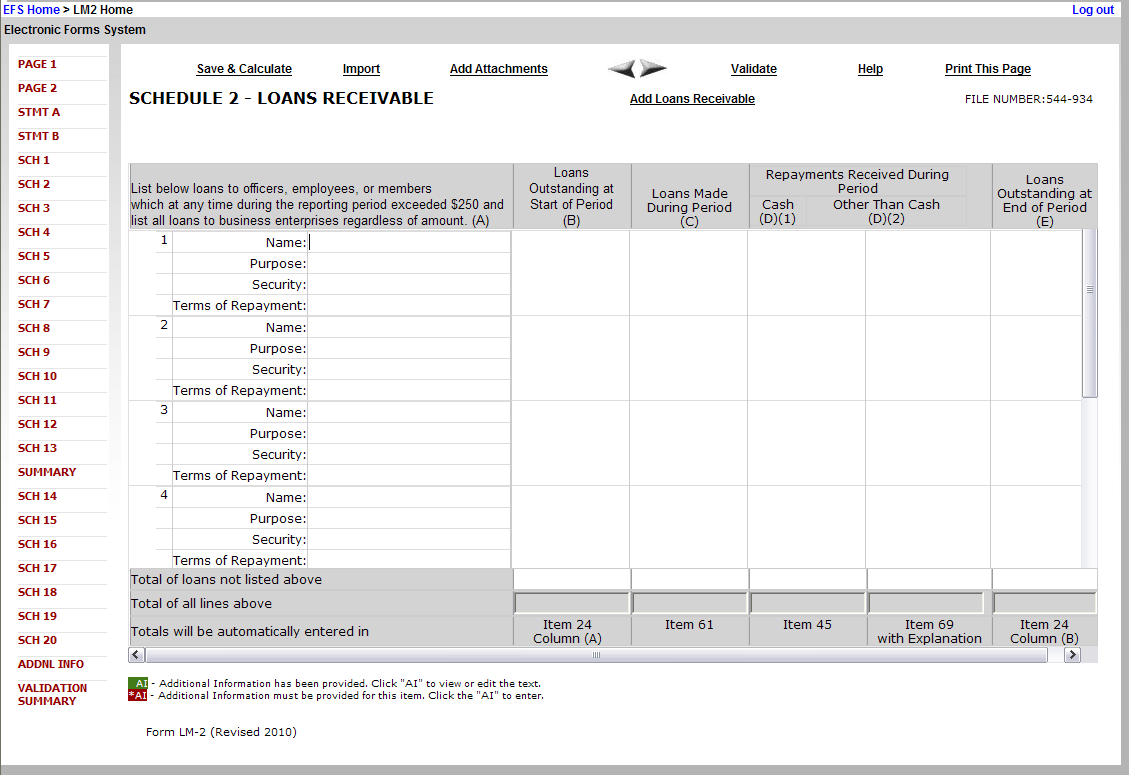 EFS Home > LM2 Home
Log out
Electronic Forms System
PAGE 1
PAGE 2
STMT A
STMT B
SCH 1
SCH 2
SCH 3
SCH 4
SCH 5
SCH 6
SCH 7
SCH 8
SCH 9
SCH 10
SCH 11
SCH 12
SCH 13
SUMMARY
SCH 14
SCH 15
SCH 16
SCH 17
SCH 18
SCH 19
SCH 20
ADDNL INFO
VALIDATION
SUMMARY
Save & Calculate Import Add Attachments Validate Help Print This Page
SCHEDULE 2 - LOANS RECEIVABLE
Add Loans Receivable
FILE NUMBER:544-934
List below loans to officers, employees, or members
which at any time during the reporting period exceeded $250 and
list all loans to business enterprises regardless of amount. (A)
Loans
Outstanding at
Start of Period
(B)
Loans Made
During Period
(C)
Repayments Received During
Period
Cash
(D)(1)
Other Than Cash
(D)(2)
Loans
Outstanding at
End of Period
(E)
1 Name:
Purpose:
Security:
Terms of Repayment:
2 Name:
Purpose:
Security:
Terms of Repayment:
3 Name:
Purpose:
Security:
Terms of Repayment:
4 Name:
Purpose:
Security:
Terms of Repayment:
Total of loans not listed above
Total of all lines above
Totals will be automatically entered in
Item 24
Column (A)
Item 61
Item 45
Item 69
with Explanation
Item 24
Column (B)
AI - Additional Information has been provided. Click "AI" to view or edit the text.
*AI - Additional Information must be provided for this item. Click the "AI" to enter.
Form LM-2 (Revised 2010)